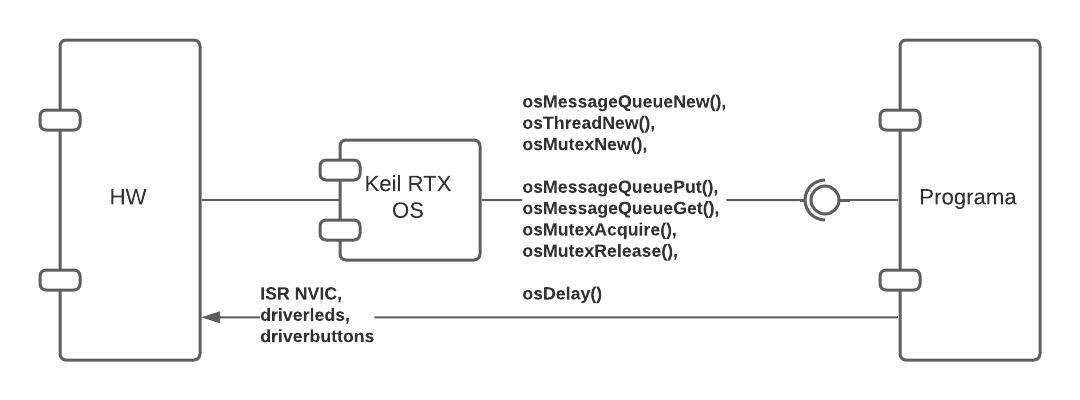 HW
Keil RTX
OS
osMessageQueueNew(),
osThreadNew(),
osMutexNew(),
osMessageQueuePut(),
osMessageQueueGet(),
osMutexAcquire(),
osMutexRelease(),
osDelay()
ISR NVIC,
driverleds,
driverbuttons
Programa